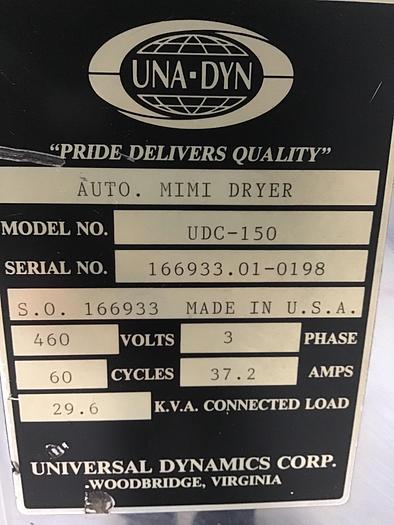 UNA-DYN
"PRIDE DELIVERS QUALITY"
AUTO. MIMI DRYER
MODEL NO. UDC-150
SERIAL NO. 166933.01-0198
S.O. 166933 MADE IN U.S.A.
460 VOLTS 3 PHASE
60 CYCLES 37.2 AMPS
29.6 K.V.A. CONNECTED LOAD
UNIVERSAL DYNAMICS CORP.
WOODBRIDGE, VIRGINIA